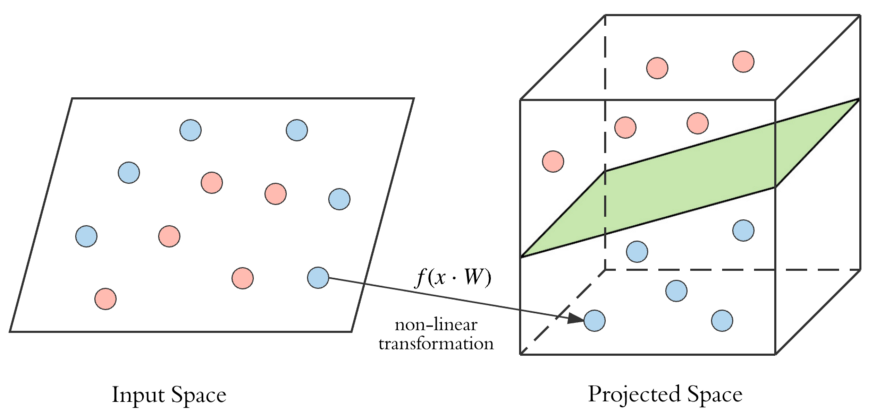 f(x · W)
non-linear
transformation
Input Space
Projected Space